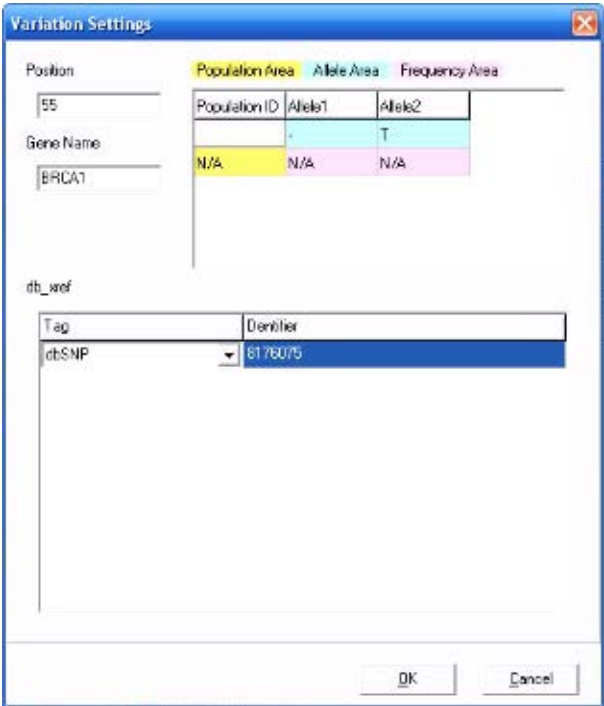 Variation Settings
Position
Population Area Allele Area Frequency Area
55
Population ID Allele1 Allele2
- T
Gene Name
N/A N/A N/A
BRCA1
db_xref
Tag Dentifier
dbSNP 8176075
OK Cancel